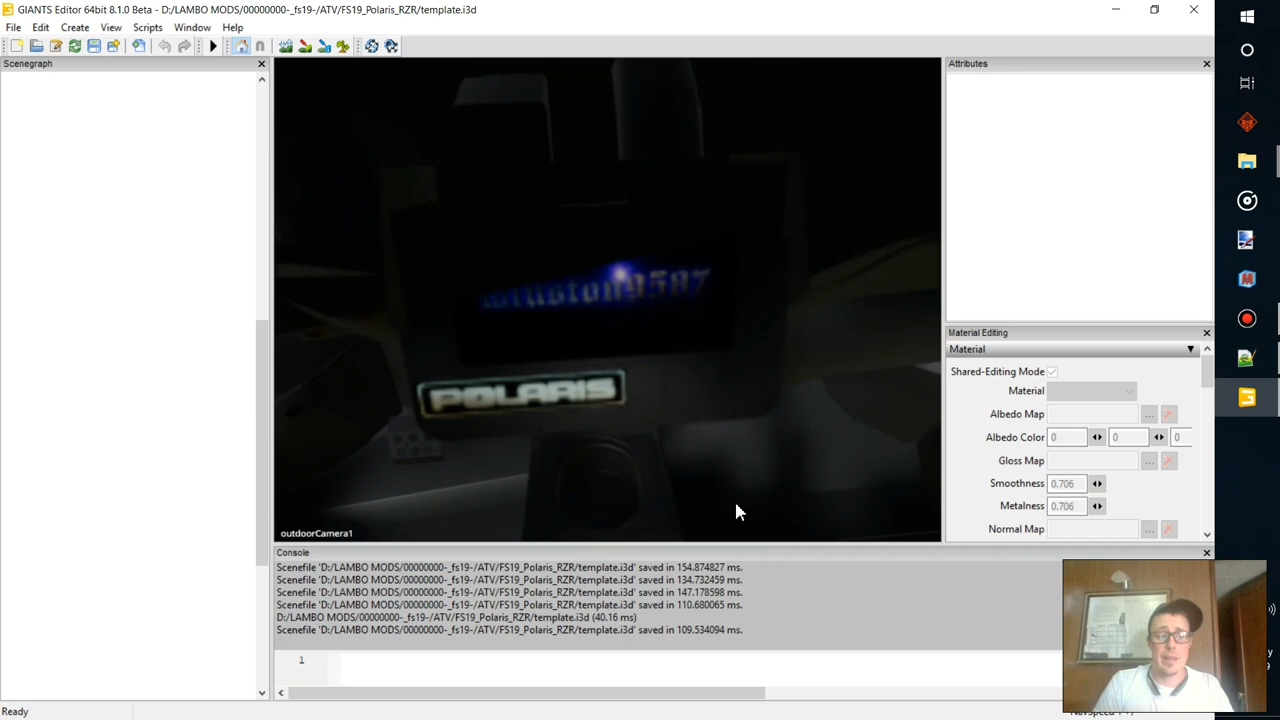 GIANTS Editor 64bit 8.1.0 Beta - D:/LAMBO MODS/00000000-_fs19-/ATV/FS19_Polaris_RZR/template.i3d
File Edit Create View Scripts Window Help
Scenegraph
Attributes
winston9587
POLARIS
outdoorCamera1
Material Editing
Material
Shared-Editing Mode
Material
Albedo Map ...
Albedo Color 0 0 0
Gloss Map ...
Smoothness 0.706
Metalness 0.706
Normal Map ...
Console
Scenefile 'D:/LAMBO MODS/00000000-_fs19-/ATV/FS19_Polaris_RZR/template.i3d' saved in 154.874827 ms.
Scenefile 'D:/LAMBO MODS/00000000-_fs19-/ATV/FS19_Polaris_RZR/template.i3d' saved in 134.732459 ms.
Scenefile 'D:/LAMBO MODS/00000000-_fs19-/ATV/FS19_Polaris_RZR/template.i3d' saved in 147.178598 ms.
Scenefile 'D:/LAMBO MODS/00000000-_fs19-/ATV/FS19_Polaris_RZR/template.i3d' saved in 110.680065 ms.
D:/LAMBO MODS/00000000-_fs19-/ATV/FS19_Polaris_RZR/template.i3d (40.16 ms)
Scenefile 'D:/LAMBO MODS/00000000-_fs19-/ATV/FS19_Polaris_RZR/template.i3d' saved in 109.534094 ms.
1
Ready